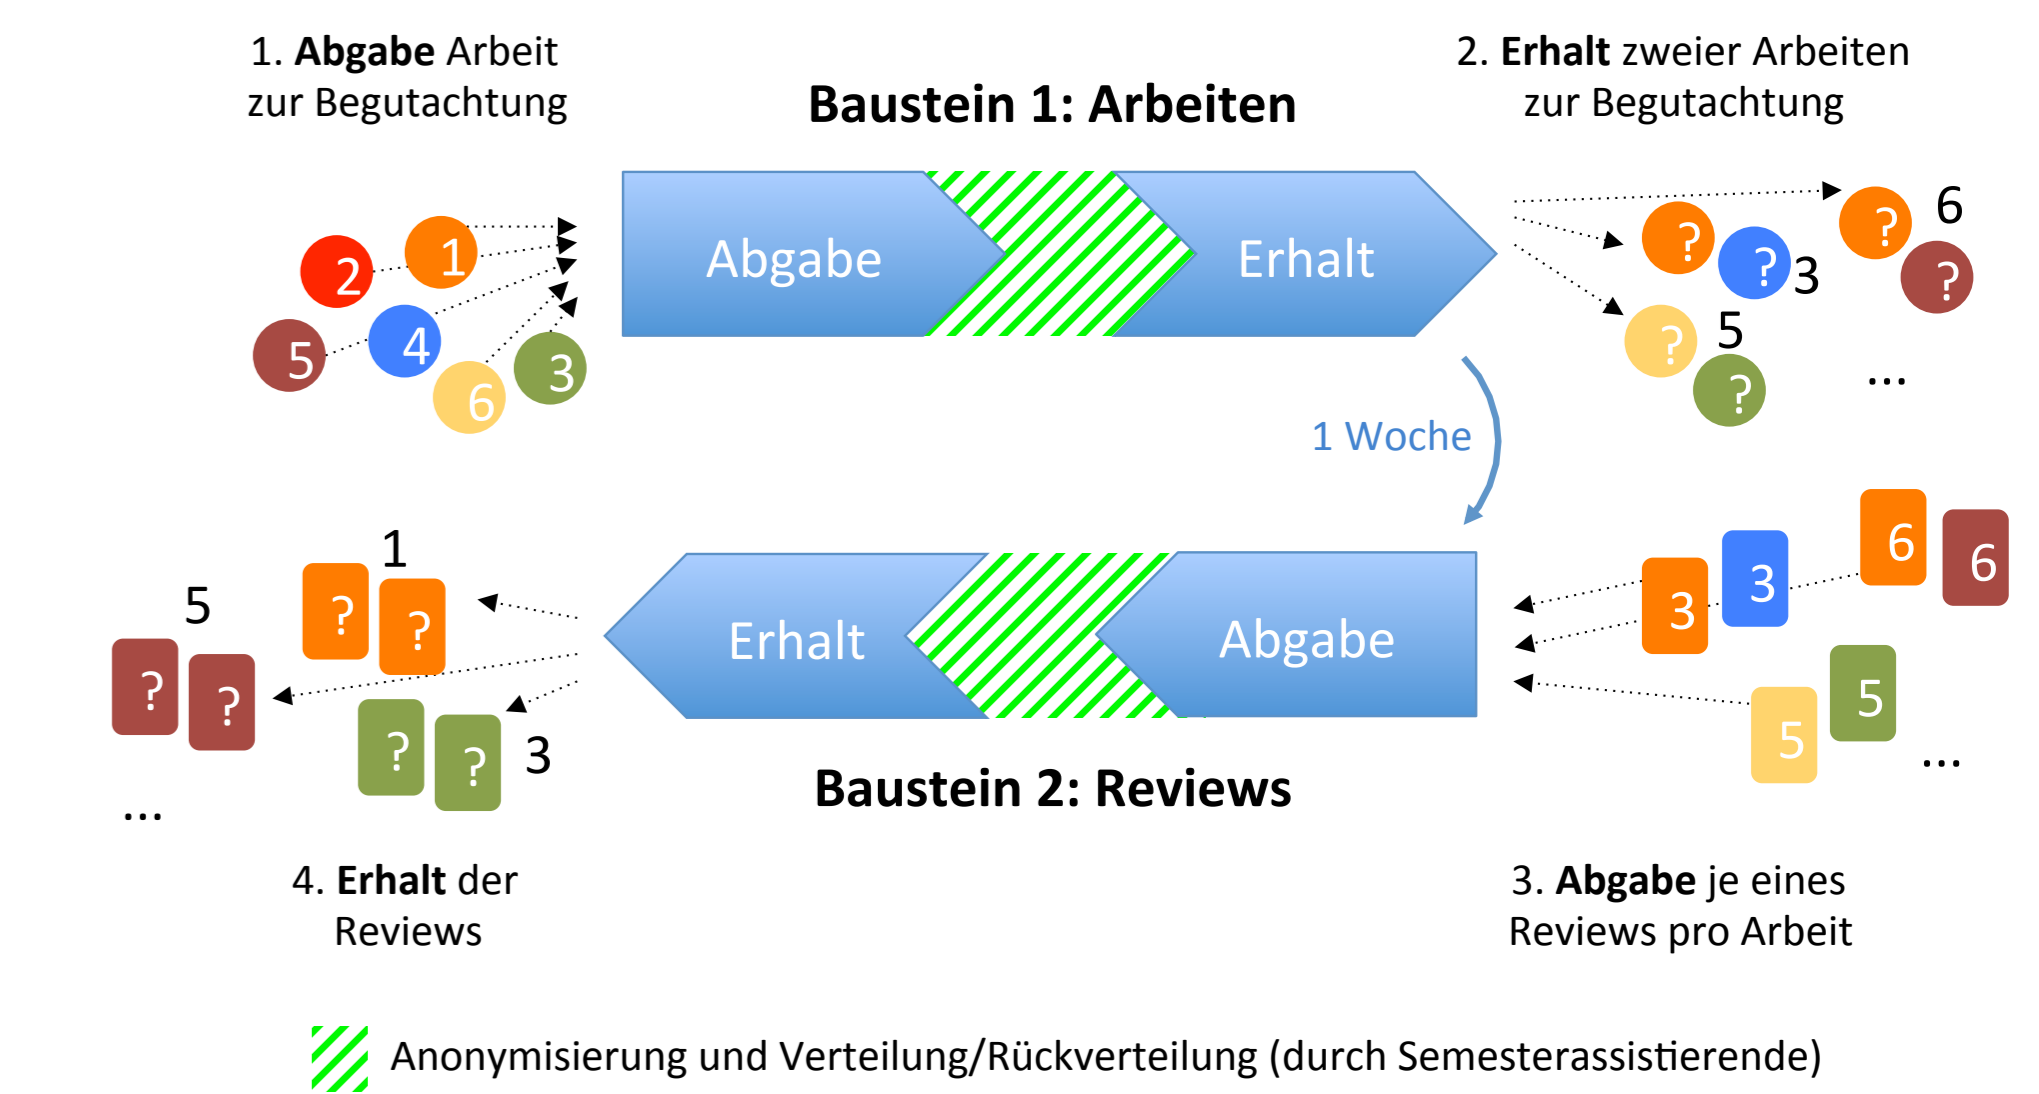 1. Abgabe Arbeit
zur Begutachtung
Baustein 1: Arbeiten
2. Erhalt zweier Arbeiten
zur Begutachtung
2
1
5
4
6
3
Abgabe
Erhalt
?
?
3
?
?
6
?
?
5
...
1 Woche
5
?
?
1
?
?
?
?
3
...
Erhalt
Abgabe
3
3
6
6
5
5
...
Baustein 2: Reviews
4. Erhalt der
Reviews
3. Abgabe je eines
Reviews pro Arbeit
Anonymisierung und Verteilung/Rückverteilung (durch Semesterassistierende)